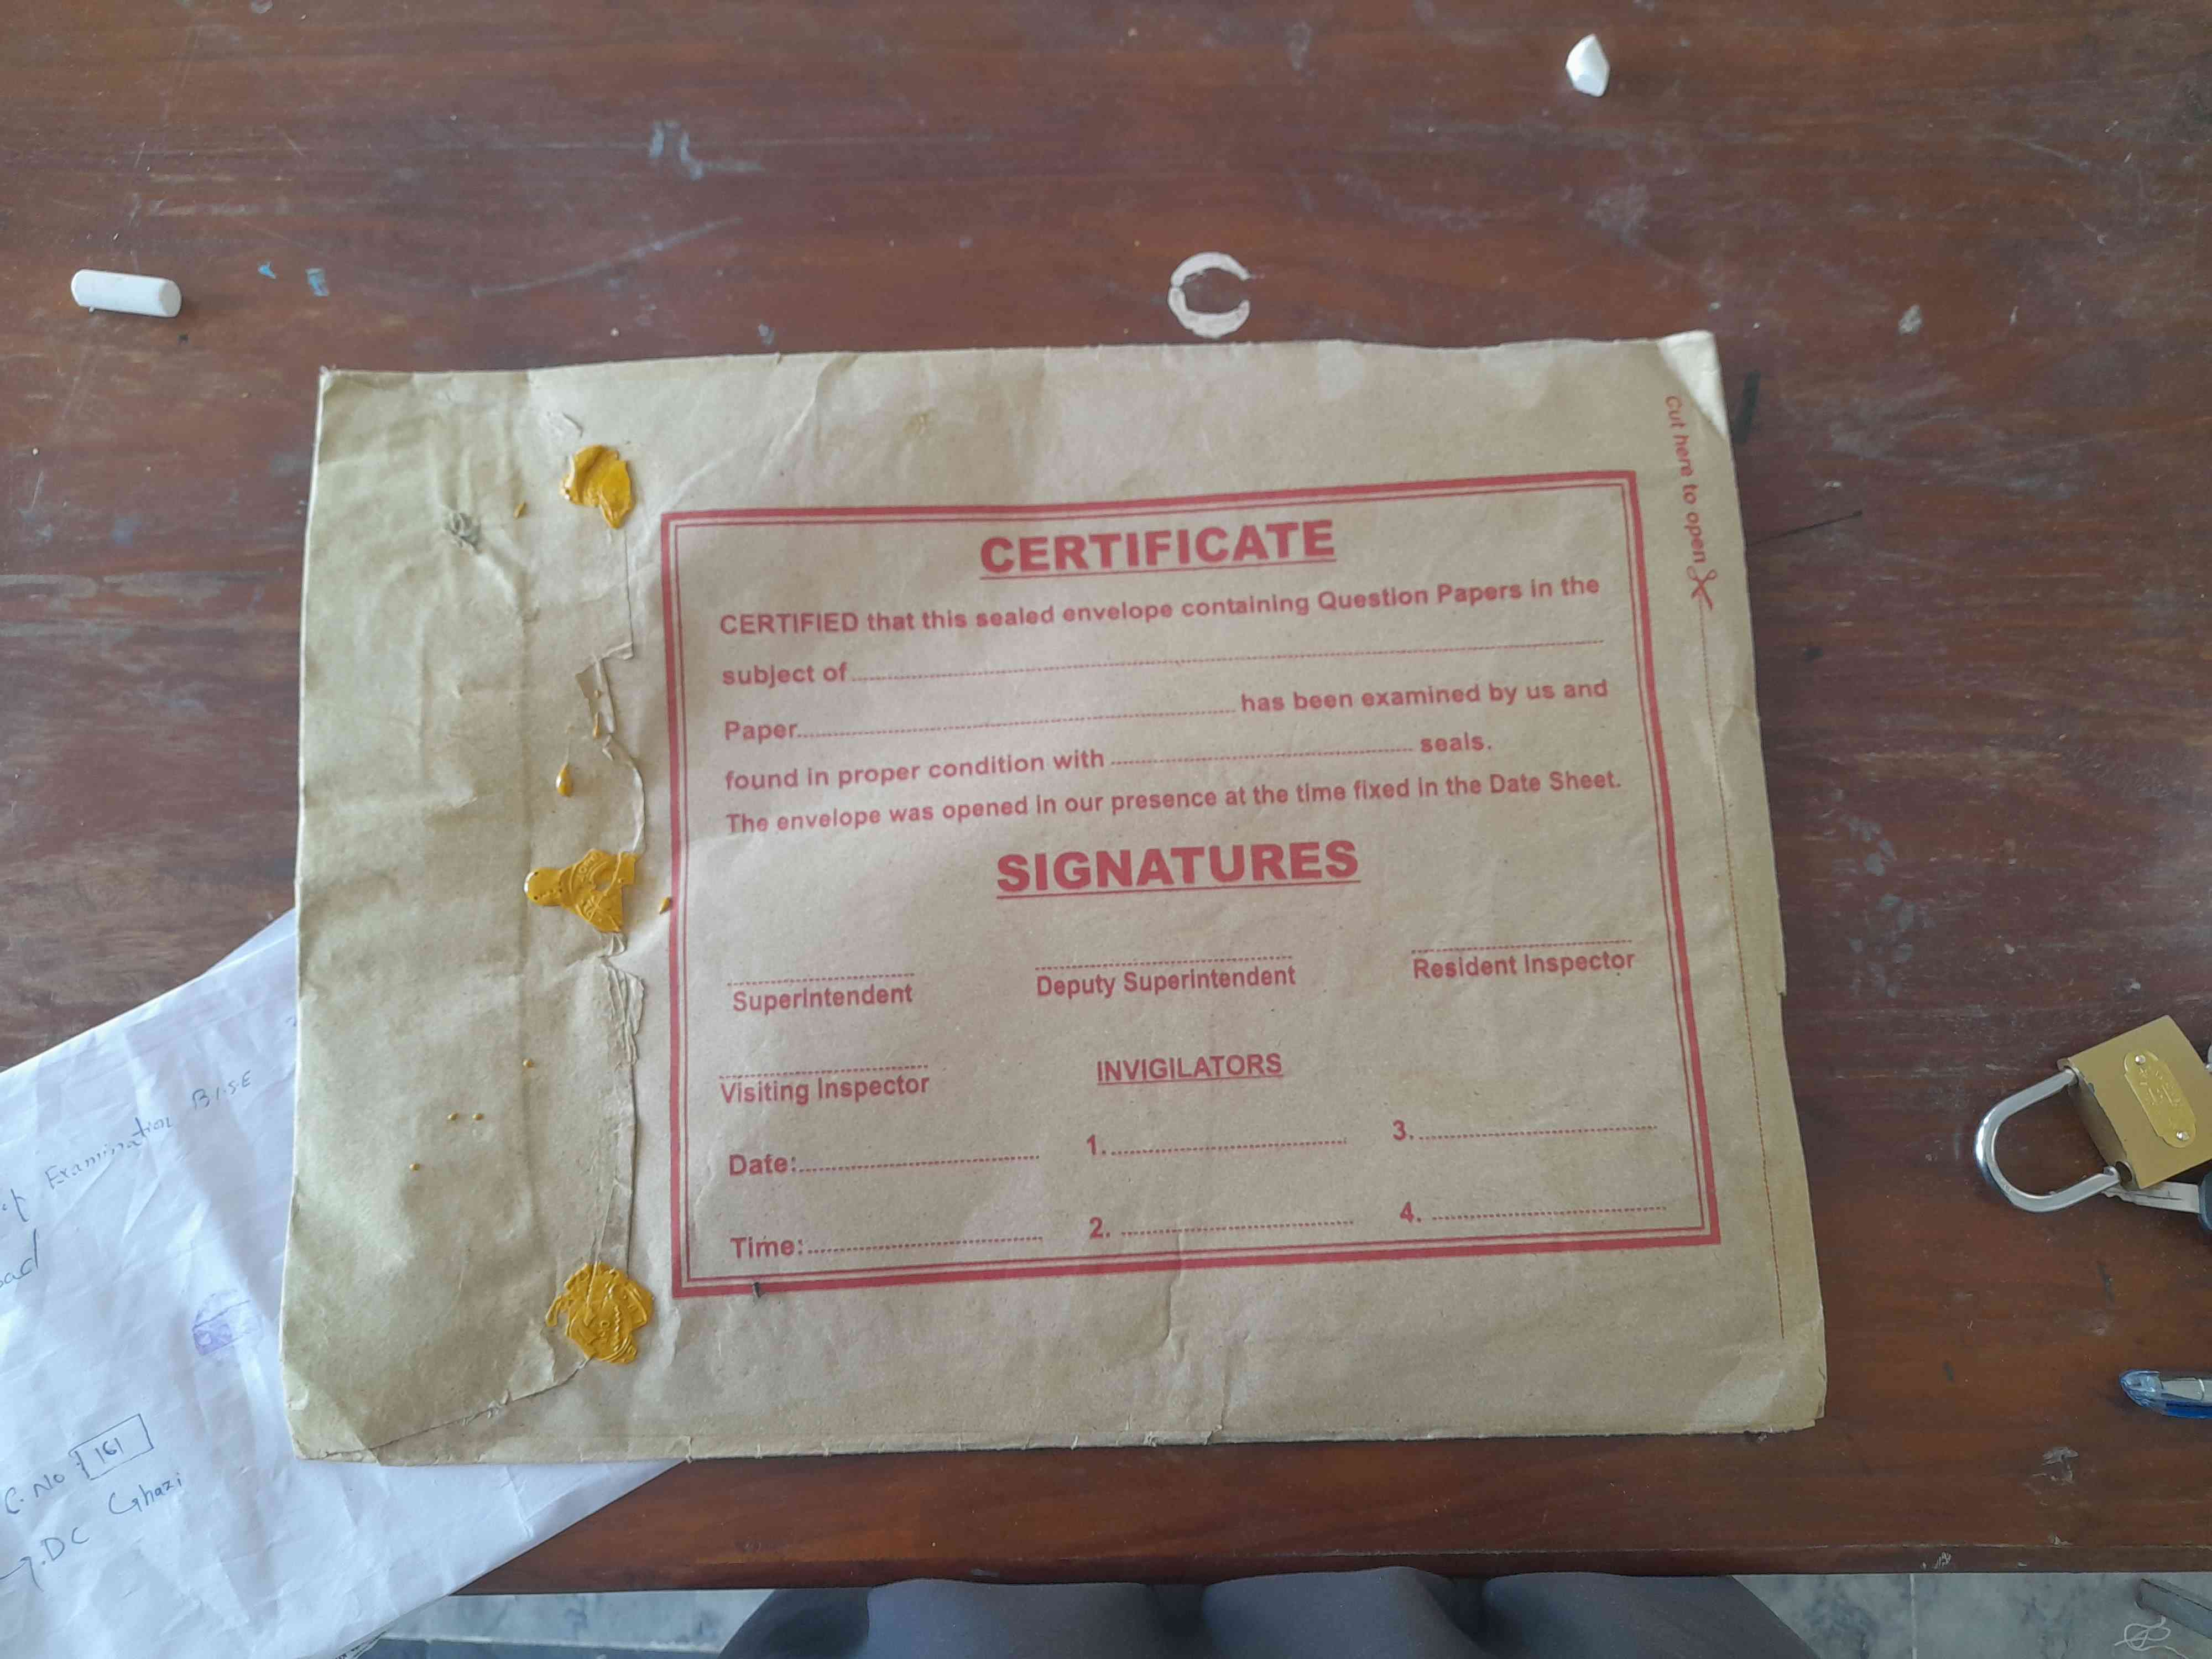 Cut here to open
CERTIFICATE
CERTIFIED that this sealed envelope containing Question Papers in the
subject of
Paper has been examined by us and
found in proper condition with seals.
The envelope was opened in our presence at the time fixed in the Date Sheet.
SIGNATURES
Superintendent Deputy Superintendent Resident Inspector
Visiting Inspector INVIGILATORS
Date: 1. 3.
Time: 2. 4.
Examination B.I.S.E
C. No 161
DC Ghazi